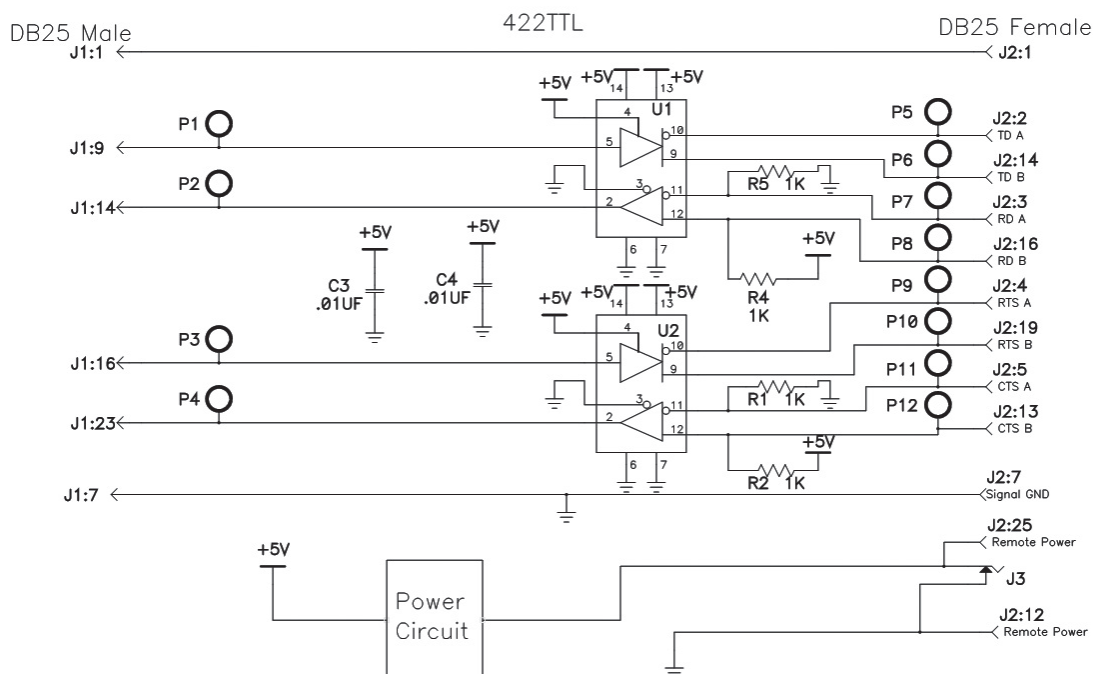 422TTL
DB25 Male
DB25 Female
J1:1
J2:1
+5V
+5V
+5V
14
13
U1
4
P1
P5
J2:2
10
TD A
J1:9
5
9
P6
J2:14
TD B
P2
3
11
R5 1K
P7
J2:3
J1:14
2
12
RD A
+5V
+5V
+5V
P8
J2:16
6
7
RD B
C3
.01UF
C4
.01UF
R4
1K
P9
J2:4
+5V
+5V
+5V
14
13
RTS A
U2
4
P10
J2:19
P3
10
RTS B
J1:16
5
9
P11
J2:5
P4
3
11
R1 1K
CTS A
P12
J2:13
J1:23
2
12
CTS B
+5V
6
7
R2 1K
J1:7
J2:7
Signal GND
J2:25
Remote Power
+5V
J3
Power
Circuit
J2:12
Remote Power